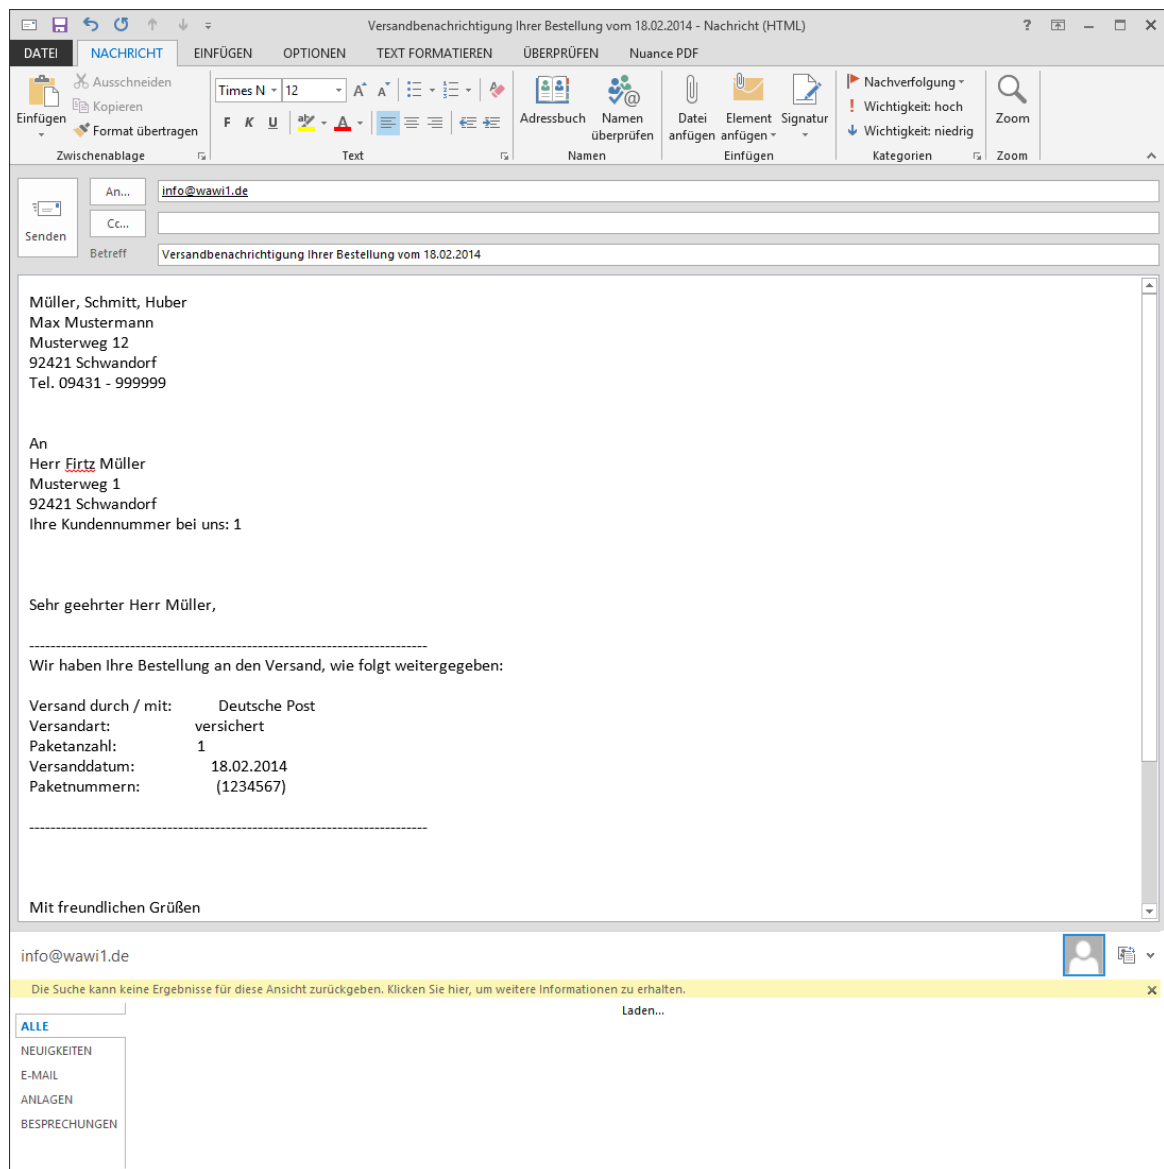 Versandbenachrichtigung Ihrer Bestellung vom 18.02.2014 - Nachricht (HTML)
?
DATEI NACHRICHT EINFÜGEN OPTIONEN TEXT FORMATIEREN ÜBERPRÜFEN Nuance PDF
Einfügen
Ausschneiden
Kopieren
Format übertragen
Zwischenablage
Times N 12
F K U
Text
Adressbuch
Namen überprüfen
Namen
Datei anfügen
Element anfügen
Signatur
Einfügen
Nachverfolgung
Wichtigkeit: hoch
Wichtigkeit: niedrig
Kategorien
Zoom
Zoom
Senden
An... info@wawi1.de
Cc...
Betreff Versandbenachrichtigung Ihrer Bestellung vom 18.02.2014
Müller, Schmitt, Huber
Max Mustermann
Musterweg 12
92421 Schwandorf
Tel. 09431 - 999999
An
Herr Firtz Müller
Musterweg 1
92421 Schwandorf
Ihre Kundennummer bei uns: 1
Sehr geehrter Herr Müller,
---------------------------------------------------------------------------
Wir haben Ihre Bestellung an den Versand, wie folgt weitergegeben:
Versand durch / mit: Deutsche Post
Versandart: versichert
Paketanzahl: 1
Versanddatum: 18.02.2014
Paketnummern: (1234567)
---------------------------------------------------------------------------
Mit freundlichen Grüßen
info@wawi1.de
Die Suche kann keine Ergebnisse für diese Ansicht zurückgeben. Klicken Sie hier, um weitere Informationen zu erhalten.
Laden...
ALLE
NEUIGKEITEN
E-MAIL
ANLAGEN
BESPRECHUNGEN